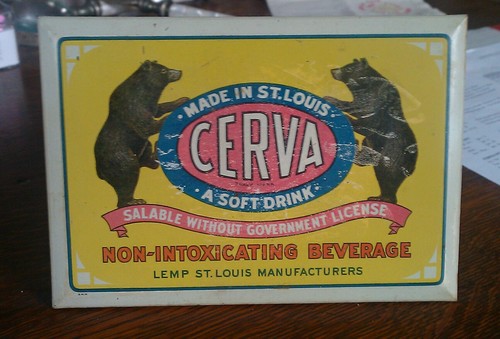 MADE IN ST. LOUIS
CERVA
A SOFT DRINK
SALABLE WITHOUT GOVERNMENT LICENSE
NON-INTOXICATING BEVERAGE
LEMP ST. LOUIS MANUFACTURERS